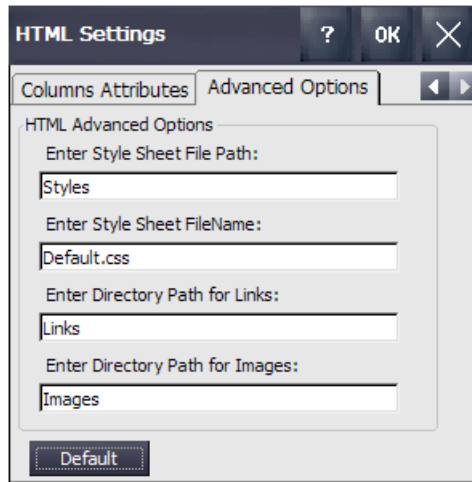 HTML Settings ? OK
Columns Attributes Advanced Options
HTML Advanced Options
Enter Style Sheet File Path:
Styles
Enter Style Sheet FileName:
Default.css
Enter Directory Path for Links:
Links
Enter Directory Path for Images:
Images
Default